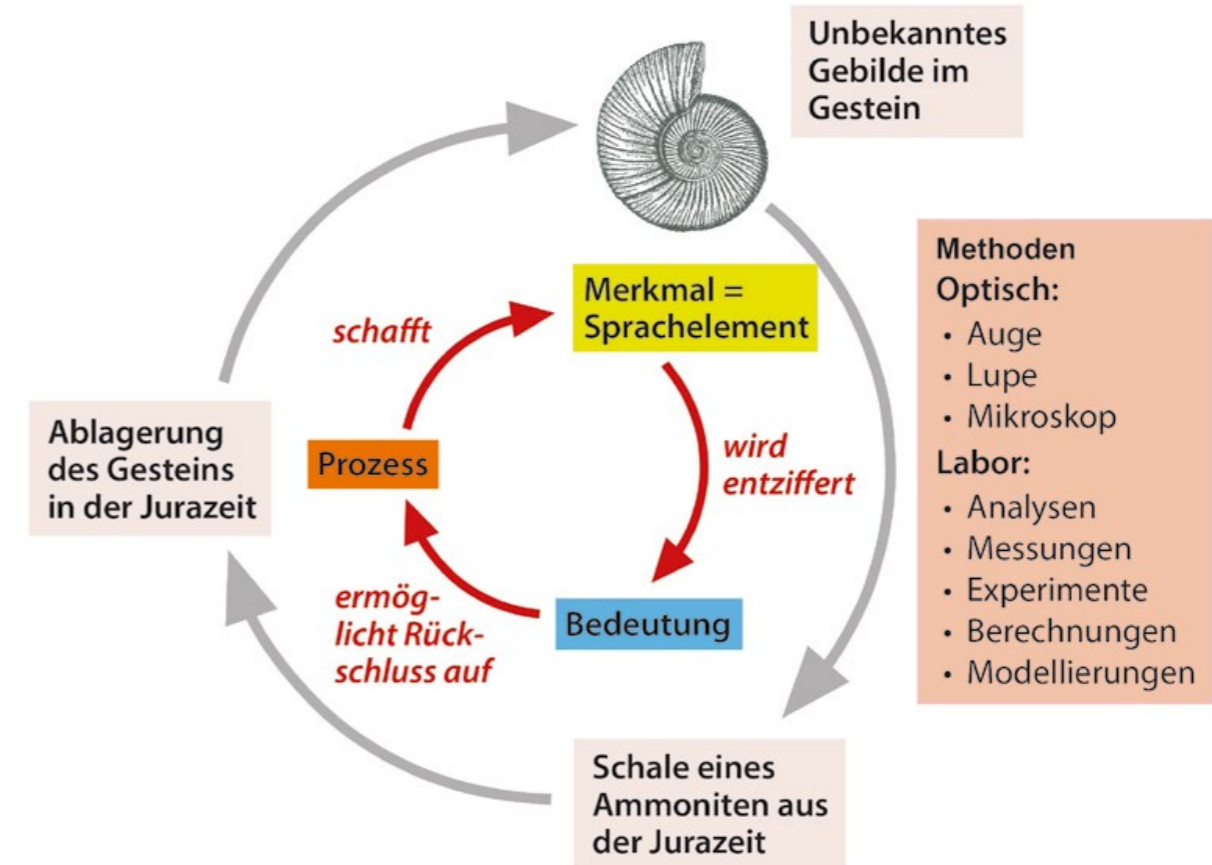 Unbekanntes
Gebilde im
Gestein
Methoden
Optisch:
• Auge
• Lupe
• Mikroskop
Labor:
• Analysen
• Messungen
• Experimente
• Berechnungen
• Modellierungen
Merkmal =
Sprachelement
schafft
wird
entziffert
Ablagerung
des Gesteins
in der Jurazeit
Prozess
ermög-
licht Rück-
schluss auf
Bedeutung
Schale eines
Ammoniten aus
der Jurazeit